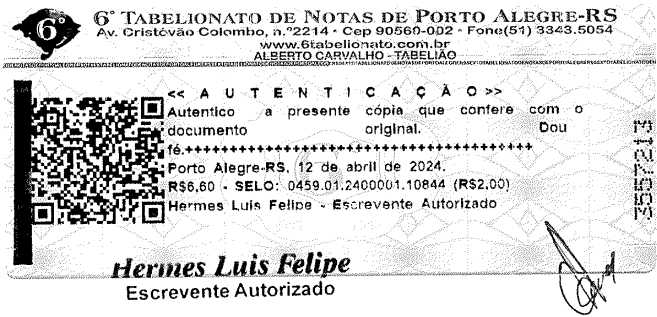 6º
6º TABELIONATO DE NOTAS DE PORTO ALEGRE-RS
Av. Cristóvão Colombo, n.º2214 • Cep 90560-002 • Fone(51) 3343.5054
www.6tabelionato.com.br
ALBERTO CARVALHO - TABELIÃO
<< A U T E N T I C A Ç Ã O >>
Autentico a presente cópia que confere com o
documento original. Dou
fé.++++++++++++++++++++++++++++++++++++++++
Porto Alegre-RS, 12 de abril de 2024.
R$6,60 - SELO: 0459.01.2400001.10844 (R$2,00)
Hermes Luis Felipe - Escrevente Autorizado
3557213
Hermes Luis Felipe
Escrevente Autorizado